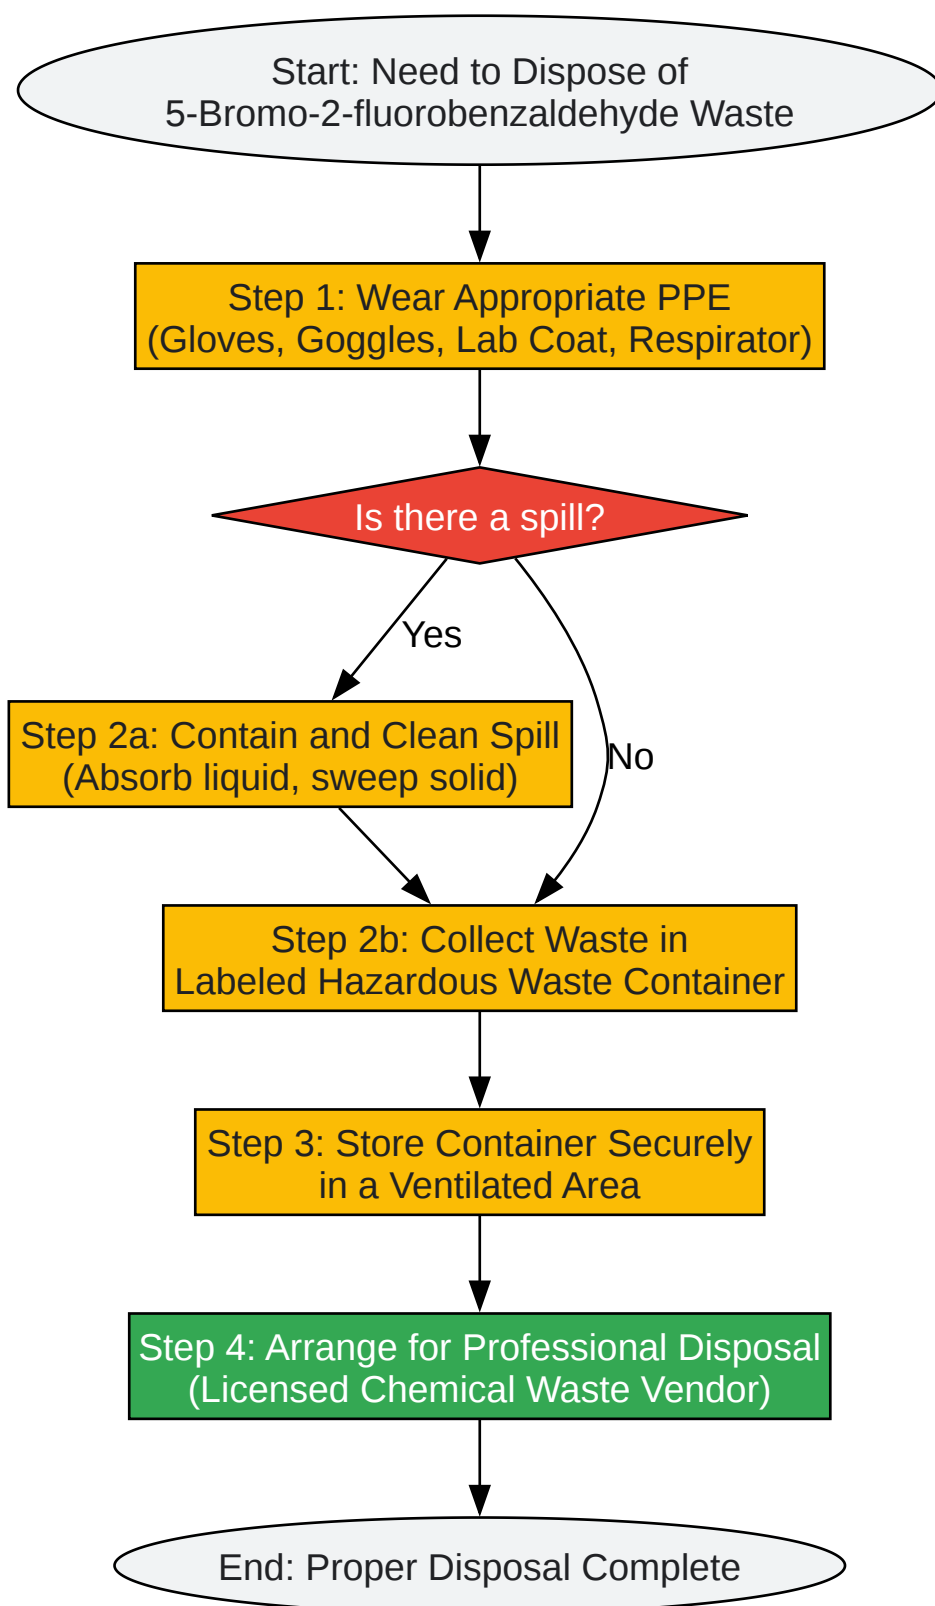 Start: Need to Dispose of
5-Bromo-2-fluorobenzaldehyde Waste
Step 1: Wear Appropriate PPE
(Gloves, Goggles, Lab Coat, Respirator)
Is there a spill?
Yes
Step 2a: Contain and Clean Spill
(Absorb liquid, sweep solid)
No
Step 2b: Collect Waste in
Labeled Hazardous Waste Container
Step 3: Store Container Securely
in a Ventilated Area
Step 4: Arrange for Professional Disposal
(Licensed Chemical Waste Vendor)
End: Proper Disposal Complete